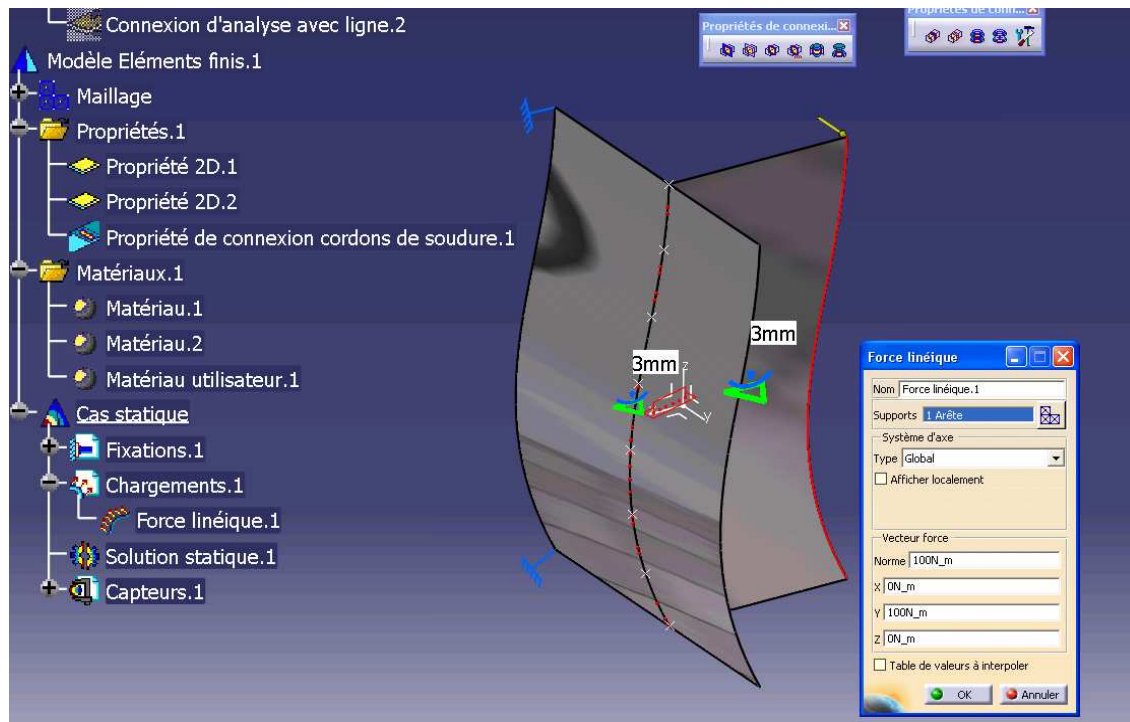 Connexion d'analyse avec ligne.2
Modèle Eléments finis.1
Maillage
Propriétés.1
Propriété 2D.1
Propriété 2D.2
Propriété de connexion cordons de soudure.1
Matériaux.1
Matériau.1
Matériau.2
Matériau utilisateur.1
Cas statique
Fixations.1
Chargements.1
Force linéique.1
Solution statique.1
Capteurs.1
Propriétés de connexi...
Propriétés de conn...
3mm
3mm
z
y
Force linéique
Nom Force linéique.1
Supports 1 Arête
Système d'axe
Type Global
Afficher localement
Vecteur force
Norme 100N_m
X 0N_m
Y 100N_m
Z 0N_m
Table de valeurs à interpoler
OK Annuler